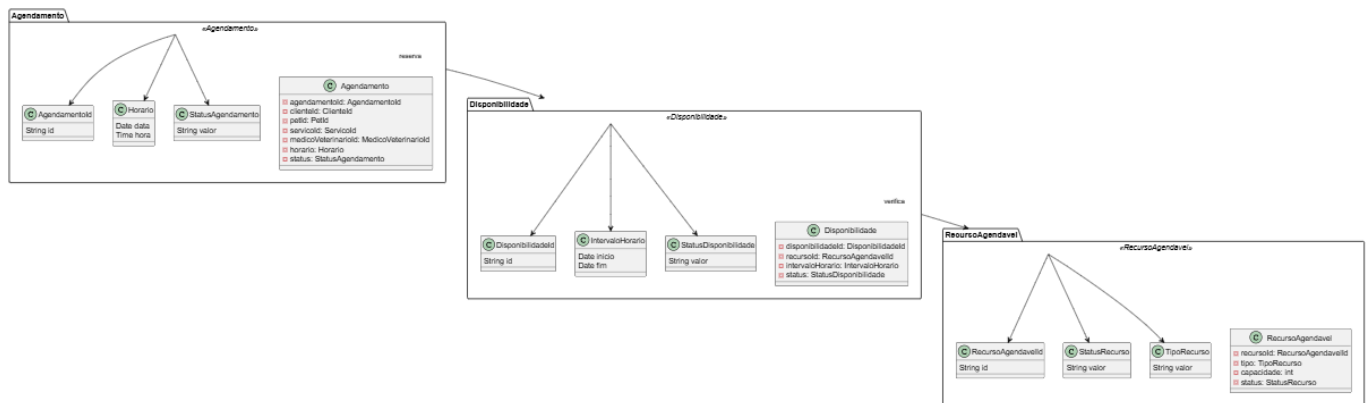 Agendamento
«Agendamento»
reserva
C Agendamento
agendamentoId: AgendamentoId
clienteId: ClienteId
petId: PetId
servicoId: ServicoId
medicoVeterinarioId: MedicoVeterinarioId
horario: Horario
status: StatusAgendamento
C AgendamentoId
String id
C Horario
Date data
Time hora
C StatusAgendamento
String valor
Disponibilidade
«Disponibilidade»
verifica
C DisponibilidadeId
String id
C IntervaloHorario
Date inicio
Date fim
C StatusDisponibilidade
String valor
C Disponibilidade
disponibilidadeId: DisponibilidadeId
recursoId: RecursoAgendavelId
intervaloHorario: IntervaloHorario
status: StatusDisponibilidade
RecursoAgendavel
«RecursoAgendavel»
C RecursoAgendavelId
String id
C StatusRecurso
String valor
C TipoRecurso
String valor
C RecursoAgendavel
recursoId: RecursoAgendavelId
tipo: TipoRecurso
capacidade: int
status: StatusRecurso